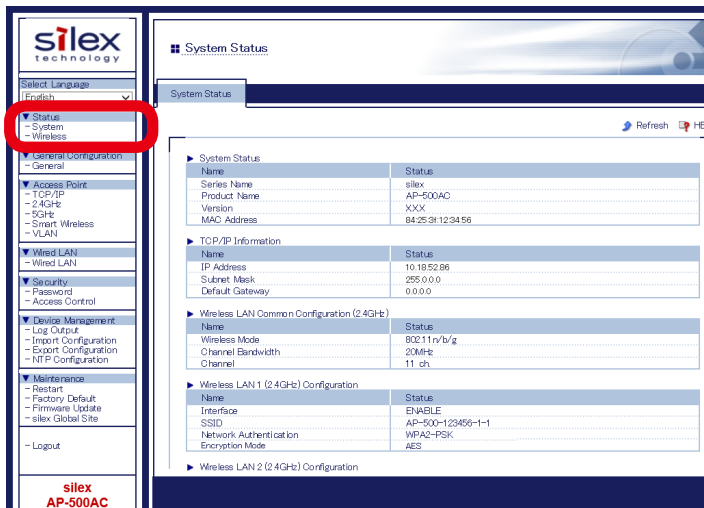 silex
technology
Select Language
English
▼ Status
- System
- Wireless
▼ General Configuration
- General
▼ Access Point
- TCP/IP
- 2.4GHz
- 5GHz
- Smart Wireless
- VLAN
▼ Wired LAN
- Wired LAN
▼ Security
- Password
- Access Control
▼ Device Management
- Log Output
- Import Configuration
- Export Configuration
- NTP Configuration
▼ Maintenance
- Restart
- Factory Default
- Firmware Update
- silex Global Site
- Logout
silex
AP-500AC
System Status
System Status
Refresh HE
▶ System Status
Name Status
Series Name silex
Product Name AP-500AC
Version X.X.X
MAC Address 84:25:3f:12:34:56
▶ TCP/IP Information
Name Status
IP Address 10.18.52.86
Subnet Mask 255.0.0.0
Default Gateway 0.0.0.0
▶ Wireless LAN Common Configuration (2.4GHz)
Name Status
Wireless Mode 802.11 n/b/g
Channel Bandwidth 20MHz
Channel 11 ch.
▶ Wireless LAN 1 (2.4GHz) Configuration
Name Status
Interface ENABLE
SSID AP-500-123456-1-1
Network Authentication WPA2-PSK
Encryption Mode AES
▶ Wireless LAN 2 (2.4GHz) Configuration